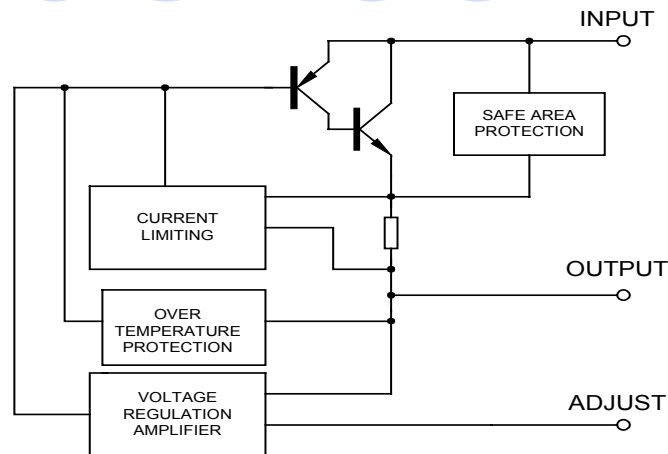 INPUT
SAFE AREA
PROTECTION
CURRENT
LIMITING
OUTPUT
OVER
TEMPERATURE
PROTECTION
ADJUST
VOLTAGE
REGULATION
AMPLIFIER